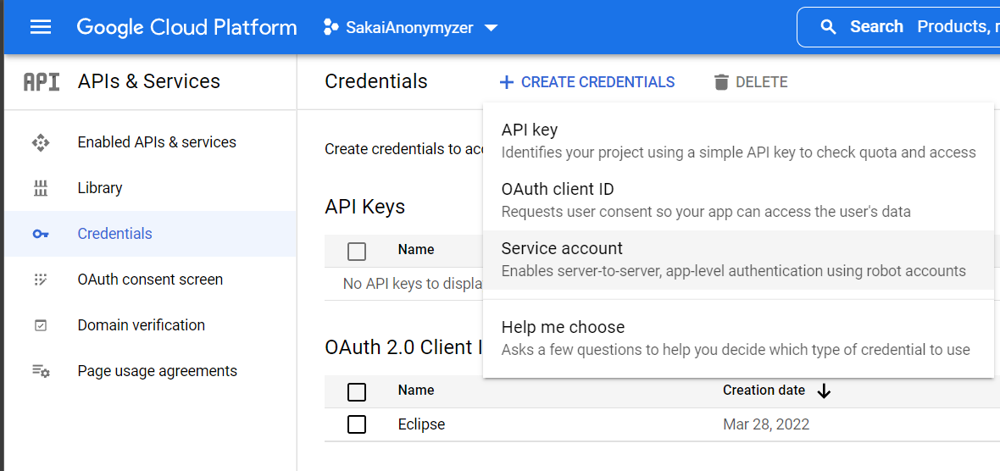 Google Cloud Platform
SakaiAnonymyzer
Search Products, r
API APIs & Services
Enabled APIs & services
Library
Credentials
OAuth consent screen
Domain verification
Page usage agreements
Credentials
+ CREATE CREDENTIALS
DELETE
API key
Identifies your project using a simple API key to check quota and access
OAuth client ID
Requests user consent so your app can access the user's data
Service account
Enables server-to-server, app-level authentication using robot accounts
Help me choose
Asks a few questions to help you decide which type of credential to use
Create credentials to acc
API Keys
Name
No API keys to displa
OAuth 2.0 Client I
Name Creation date
Eclipse Mar 28, 2022